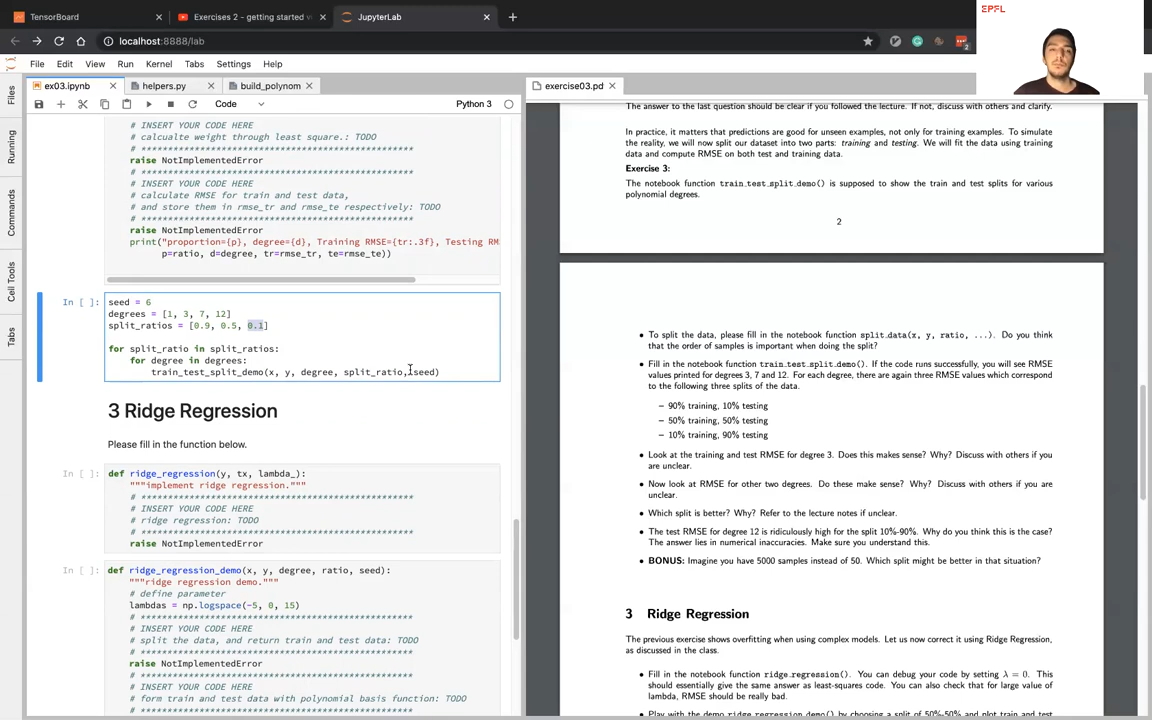 TensorBoard
Exercises 2 - getting started
JupyterLab
EPFL
localhost:8888/lab
File Edit View Run Kernel Tabs Settings Help
ex03.ipynb
helpers.py
build_polynom
exercise03.pd
Code
Python 3
Files
Running
Commands
Cell Tools
Tabs
# INSERT YOUR CODE HERE
# calcualte weight through least square.: TODO
# ***************************************************
raise NotImplementedError
# ***************************************************
# INSERT YOUR CODE HERE
# calculate RMSE for train and test data,
# and store them in rmse_tr and rmse_te respectively: TODO
# ***************************************************
raise NotImplementedError
print("proportion={p}, degree={d}, Training RMSE={tr:.3f}, Testing RM
p=ratio, d=degree, tr=rmse_tr, te=rmse_te))
In [ ]:
seed = 6
degrees = [1, 3, 7, 12]
split_ratios = [0.9, 0.5, 0.1]
for split_ratio in split_ratios:
for degree in degrees:
train_test_split_demo(x, y, degree, split_ratio, seed)
3 Ridge Regression
Please fill in the function below.
In [ ]:
def ridge_regression(y, tx, lambda_):
"""implement ridge regression."""
# ***************************************************
# INSERT YOUR CODE HERE
# ridge regression: TODO
# ***************************************************
raise NotImplementedError
In [ ]:
def ridge_regression_demo(x, y, degree, ratio, seed):
"""ridge regression demo."""
# define parameter
lambdas = np.logspace(-5, 0, 15)
# ***************************************************
# INSERT YOUR CODE HERE
# split the data, and return train and test data: TODO
# ***************************************************
raise NotImplementedError
# ***************************************************
# INSERT YOUR CODE HERE
# form train and test data with polynomial basis function: TODO
# ***************************************************
The answer to the last question should be clear if you followed the lecture. If not, discuss with others and clarify.
In practice, it matters that predictions are good for unseen examples, not only for training examples. To simulate
the reality, we will now split our dataset into two parts: training and testing. We will fit the data using training
data and compute RMSE on both test and training data.
Exercise 3:
The notebook function train_test_split_demo() is supposed to show the train and test splits for various
polynomial degrees.
2
• To split the data, please fill in the notebook function split_data(x, y, ratio, ...). Do you think
that the order of samples is important when doing the split?
• Fill in the notebook function train_test_split_demo(). If the code runs successfully, you will see RMSE
values printed for degrees 3, 7 and 12. For each degree, there are again three RMSE values which correspond
to the following three splits of the data.
– 90% training, 10% testing
– 50% training, 50% testing
– 10% training, 90% testing
• Look at the training and test RMSE for degree 3. Does this makes sense? Why? Discuss with others if you
are unclear.
• Now look at RMSE for other two degrees. Do these make sense? Why? Discuss with others if you are
unclear.
• Which split is better? Why? Refer to the lecture notes if unclear.
• The test RMSE for degree 12 is ridiculously high for the split 10%-90%. Why do you think this is the case?
The answer lies in numerical inaccuracies. Make sure you understand this.
• BONUS: Imagine you have 5000 samples instead of 50. Which split might be better in that situation?
3 Ridge Regression
The previous exercise shows overfitting when using complex models. Let us now correct it using Ridge Regression,
as discussed in the class.
• Fill in the notebook function ridge_regression(). You can debug your code by setting λ = 0. This
should essentially give the same answer as least-squares code. You can also check that for large value of
lambda, RMSE should be really bad.
• Play with the demo ridge_regression_demo() by choosing a split of 50%-50% and plot train and test